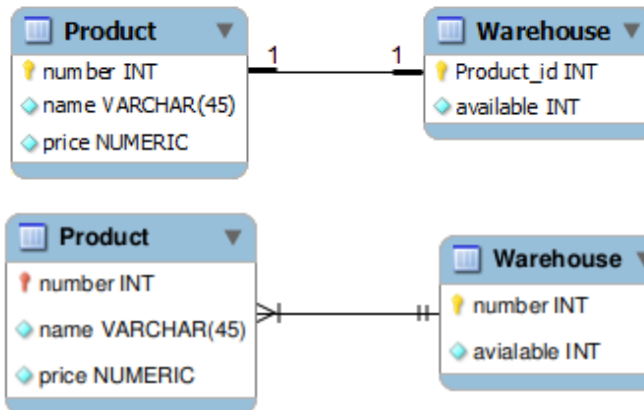 Product
number INT
name VARCHAR(45)
price NUMERIC
1 1
Warehouse
Product_id INT
available INT
Product
number INT
name VARCHAR(45)
price NUMERIC
Warehouse
number INT
avialable INT